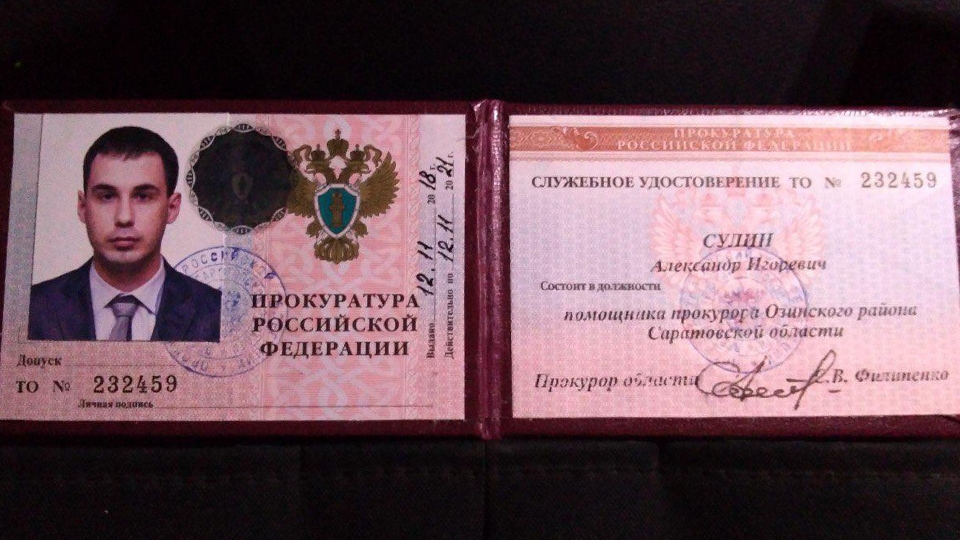 ПРОКУРАТУРА
РОССИЙСКОЙ
ФЕДЕРАЦИИ
Выдано 12.11 2018 г.
Действительно по 12.11 2021 г.
Допуск
ТО № 232459
Личная подпись
РОССИЙСКОЙ
ПРОКУРАТУРА
РОССИЙСКОЙ ФЕДЕРАЦИИ
СЛУЖЕБНОЕ УДОСТОВЕРЕНИЕ ТО № 232459
СУЛИН
Александр Игоревич
Состоит в должности
помощника прокурора Озинского района
Саратовской области
Прокурор области С.В. Филипенко